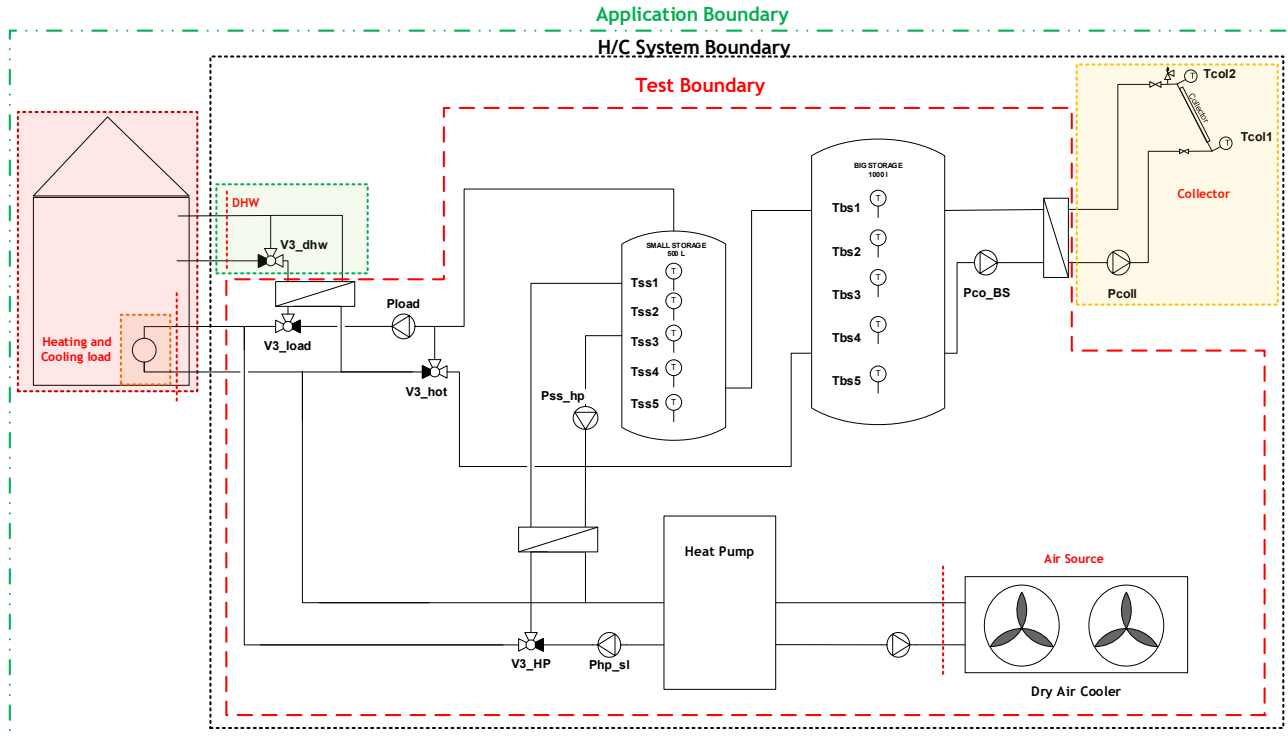 Application Boundary
H/C System Boundary
Test Boundary
Tcol2
Collector
Tcol1
Collector
BIG STORAGE
1000 l
Tbs1
Tbs2
Tbs3
Tbs4
Tbs5
DHW
V3_dhw
SMALL STORAGE
500 L
Tss1
Tss2
Tss3
Tss4
Tss5
Pco_BS
Pcoll
Pload
V3_load
Heating and
Cooling load
V3_hot
Pss_hp
Heat Pump
Air Source
V3_HP
Php_sl
Dry Air Cooler
T
T
T
T
T
T
T
T
T
T
T
T